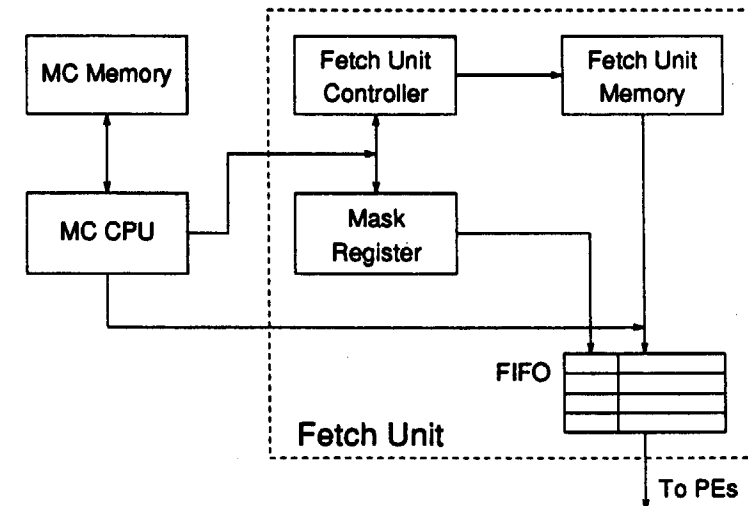 MC Memory
Fetch Unit
Controller
Fetch Unit
Memory
MC CPU
Mask
Register
FIFO
Fetch Unit
To PEs